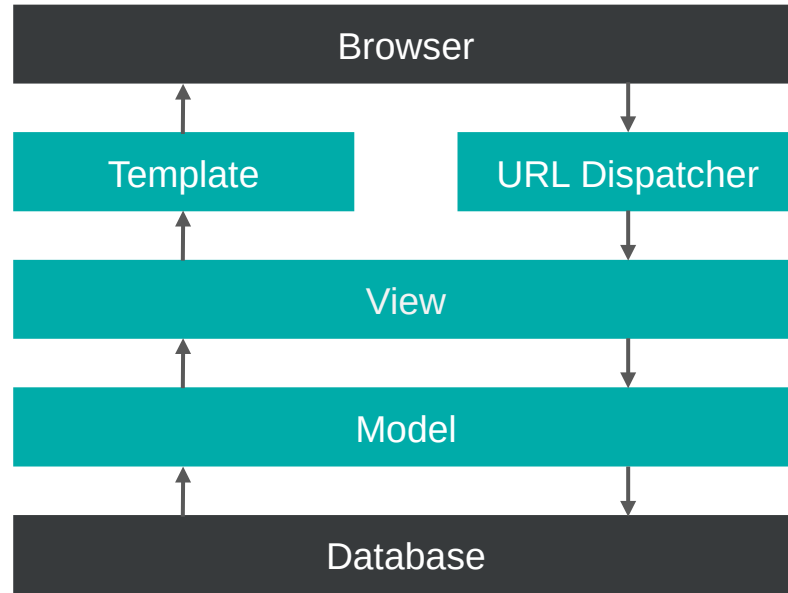 Browser
Template
URL Dispatcher
View
Model
Database